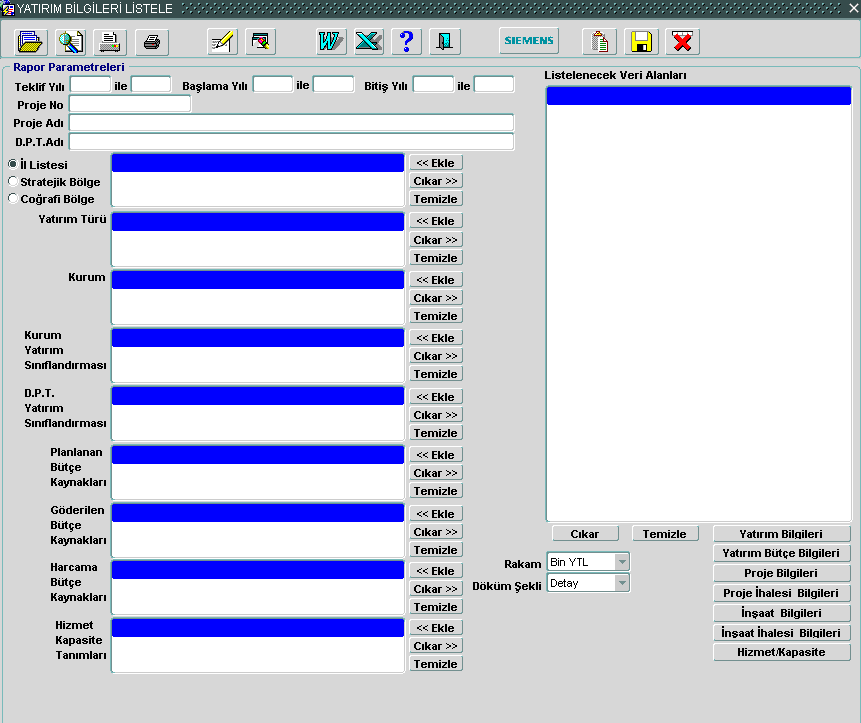 YATIRIM BİLGİLERİ LİSTELE
SIEMENS
Rapor Parametreleri
Teklif Yılı ile Başlama Yılı ile Bitiş Yılı ile
Proje No
Proje Adı
D.P.T.Adı
Listelenecek Veri Alanları
İl Listesi
Stratejik Bölge
Coğrafi Bölge
<< Ekle
Cıkar >>
Temizle
Yatırım Türü
<< Ekle
Cıkar >>
Temizle
Kurum
<< Ekle
Cıkar >>
Temizle
Kurum
Yatırım
Sınıflandırması
<< Ekle
Cıkar >>
Temizle
D.P.T.
Yatırım
Sınıflandırması
<< Ekle
Cıkar >>
Temizle
Planlanan
Bütçe
Kaynakları
<< Ekle
Cıkar >>
Temizle
Göderilen
Bütçe
Kaynakları
<< Ekle
Cıkar >>
Temizle
Harcama
Bütçe
Kaynakları
<< Ekle
Cıkar >>
Temizle
Hizmet
Kapasite
Tanımları
<< Ekle
Cıkar >>
Temizle
Cıkar Temizle
Rakam Bin YTL
Döküm Şekli Detay
Yatırım Bilgileri
Yatırım Bütçe Bilgileri
Proje Bilgileri
Proje İhalesi Bilgileri
İnşaat Bilgileri
İnşaat İhalesi Bilgileri
Hizmet/Kapasite